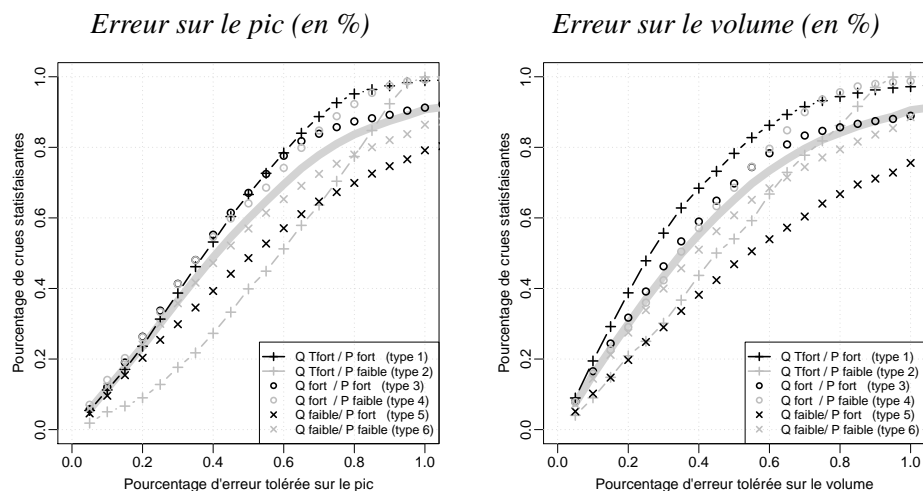 Erreur sur le pic (en %)
Pourcentage de crues statisfaisantes
1.0
0.8
0.6
0.4
0.2
0.0
Q Tfort / P fort (type 1)
Q Tfort / P faible (type 2)
Q fort / P fort (type 3)
Q fort / P faible (type 4)
Q faible/ P fort (type 5)
Q faible/ P faible (type 6)
0.0 0.2 0.4 0.6 0.8 1.0
Pourcentage d'erreur tolérée sur le pic
Erreur sur le volume (en %)
Pourcentage de crues statisfaisantes
1.0
0.8
0.6
0.4
0.2
0.0
Q Tfort / P fort (type 1)
Q Tfort / P faible (type 2)
Q fort / P fort (type 3)
Q fort / P faible (type 4)
Q faible/ P fort (type 5)
Q faible/ P faible (type 6)
0.0 0.2 0.4 0.6 0.8 1.0
Pourcentage d'erreur tolérée sur le volume